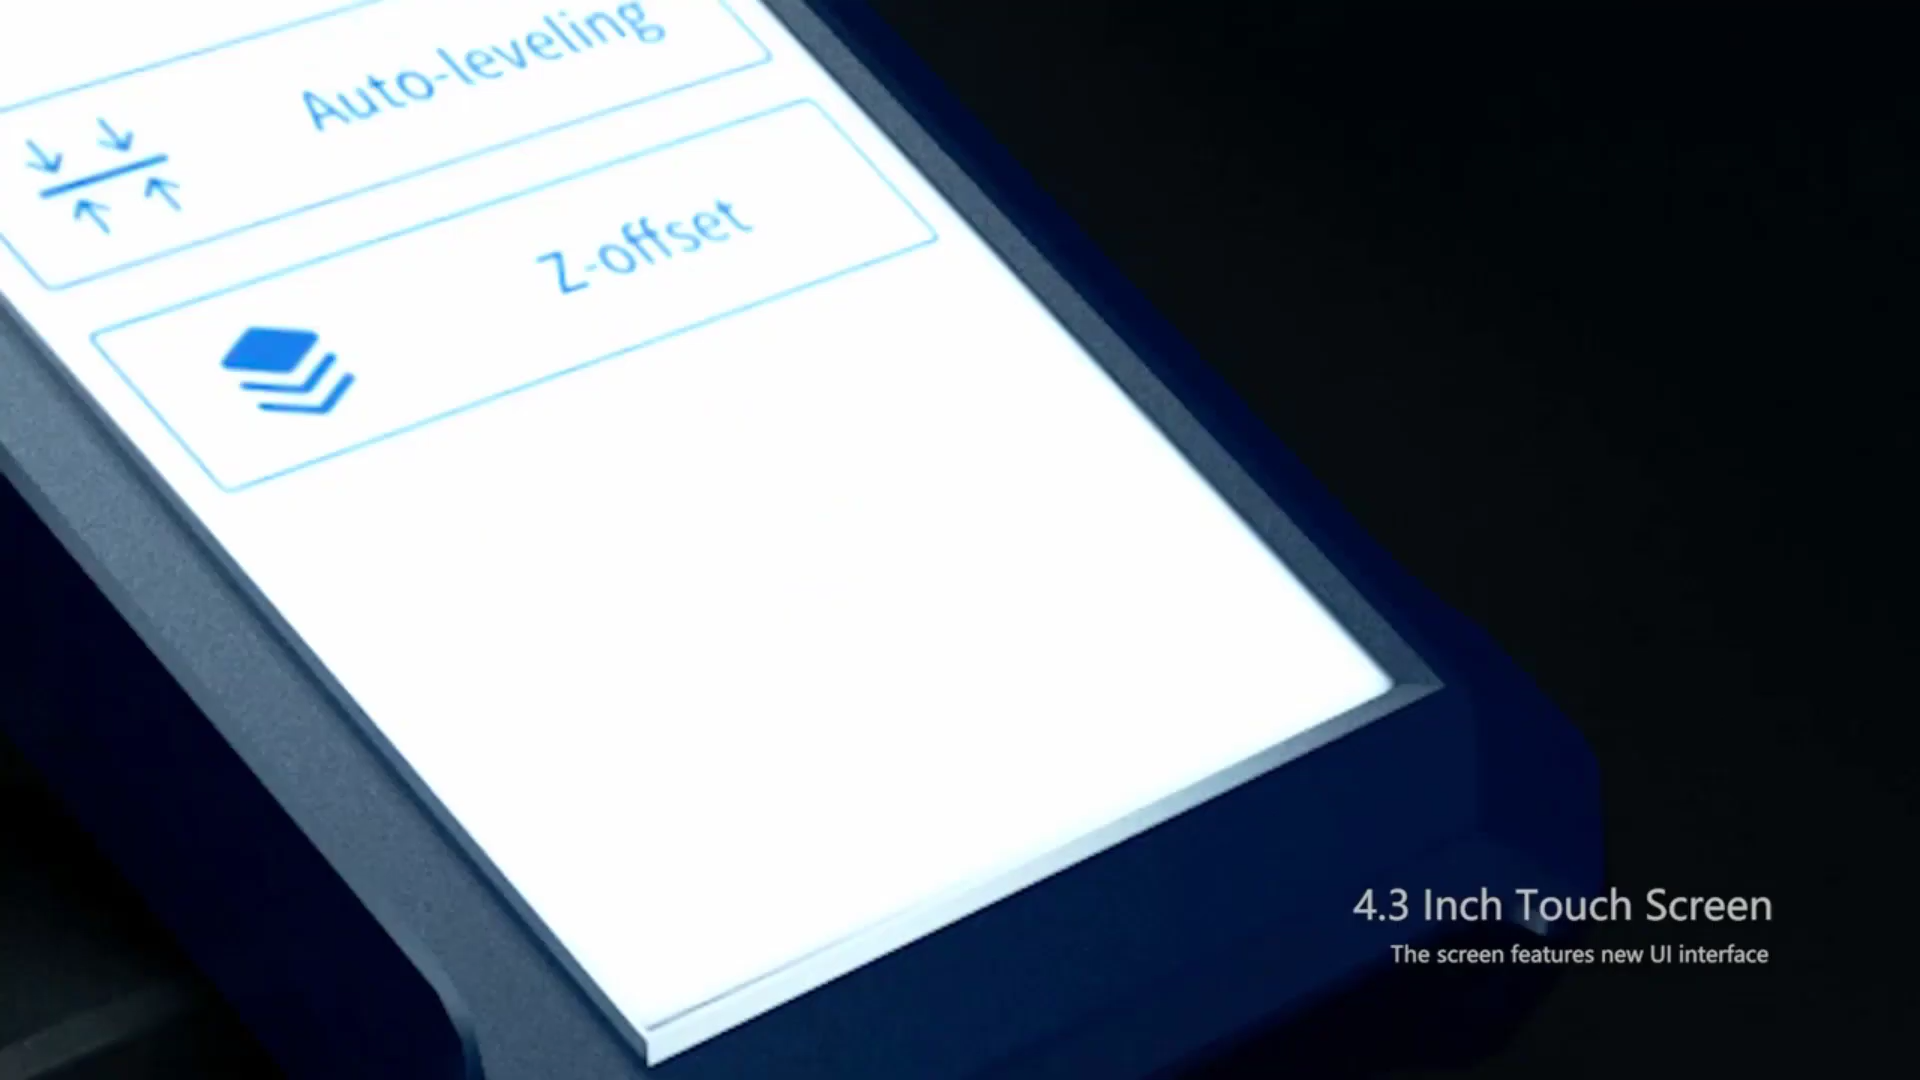 Auto-leveling
Z-offset
4.3 Inch Touch Screen
The screen features new UI interface